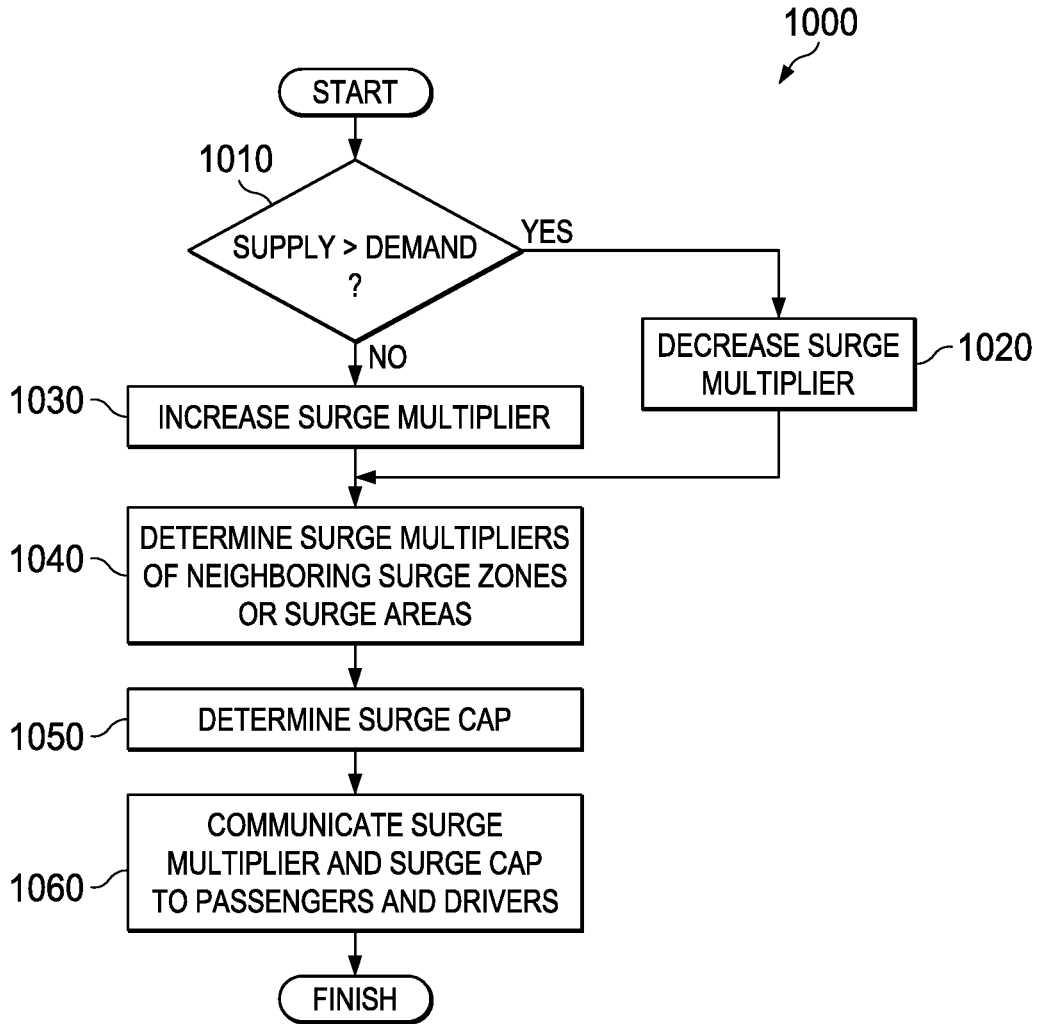 1000
START
1010
SUPPLY > DEMAND
?
YES
NO
DECREASE SURGE
MULTIPLIER
1020
1030
INCREASE SURGE MULTIPLIER
1040
DETERMINE SURGE MULTIPLIERS
OF NEIGHBORING SURGE ZONES
OR SURGE AREAS
1050
DETERMINE SURGE CAP
1060
COMMUNICATE SURGE
MULTIPLIER AND SURGE CAP
TO PASSENGERS AND DRIVERS
FINISH